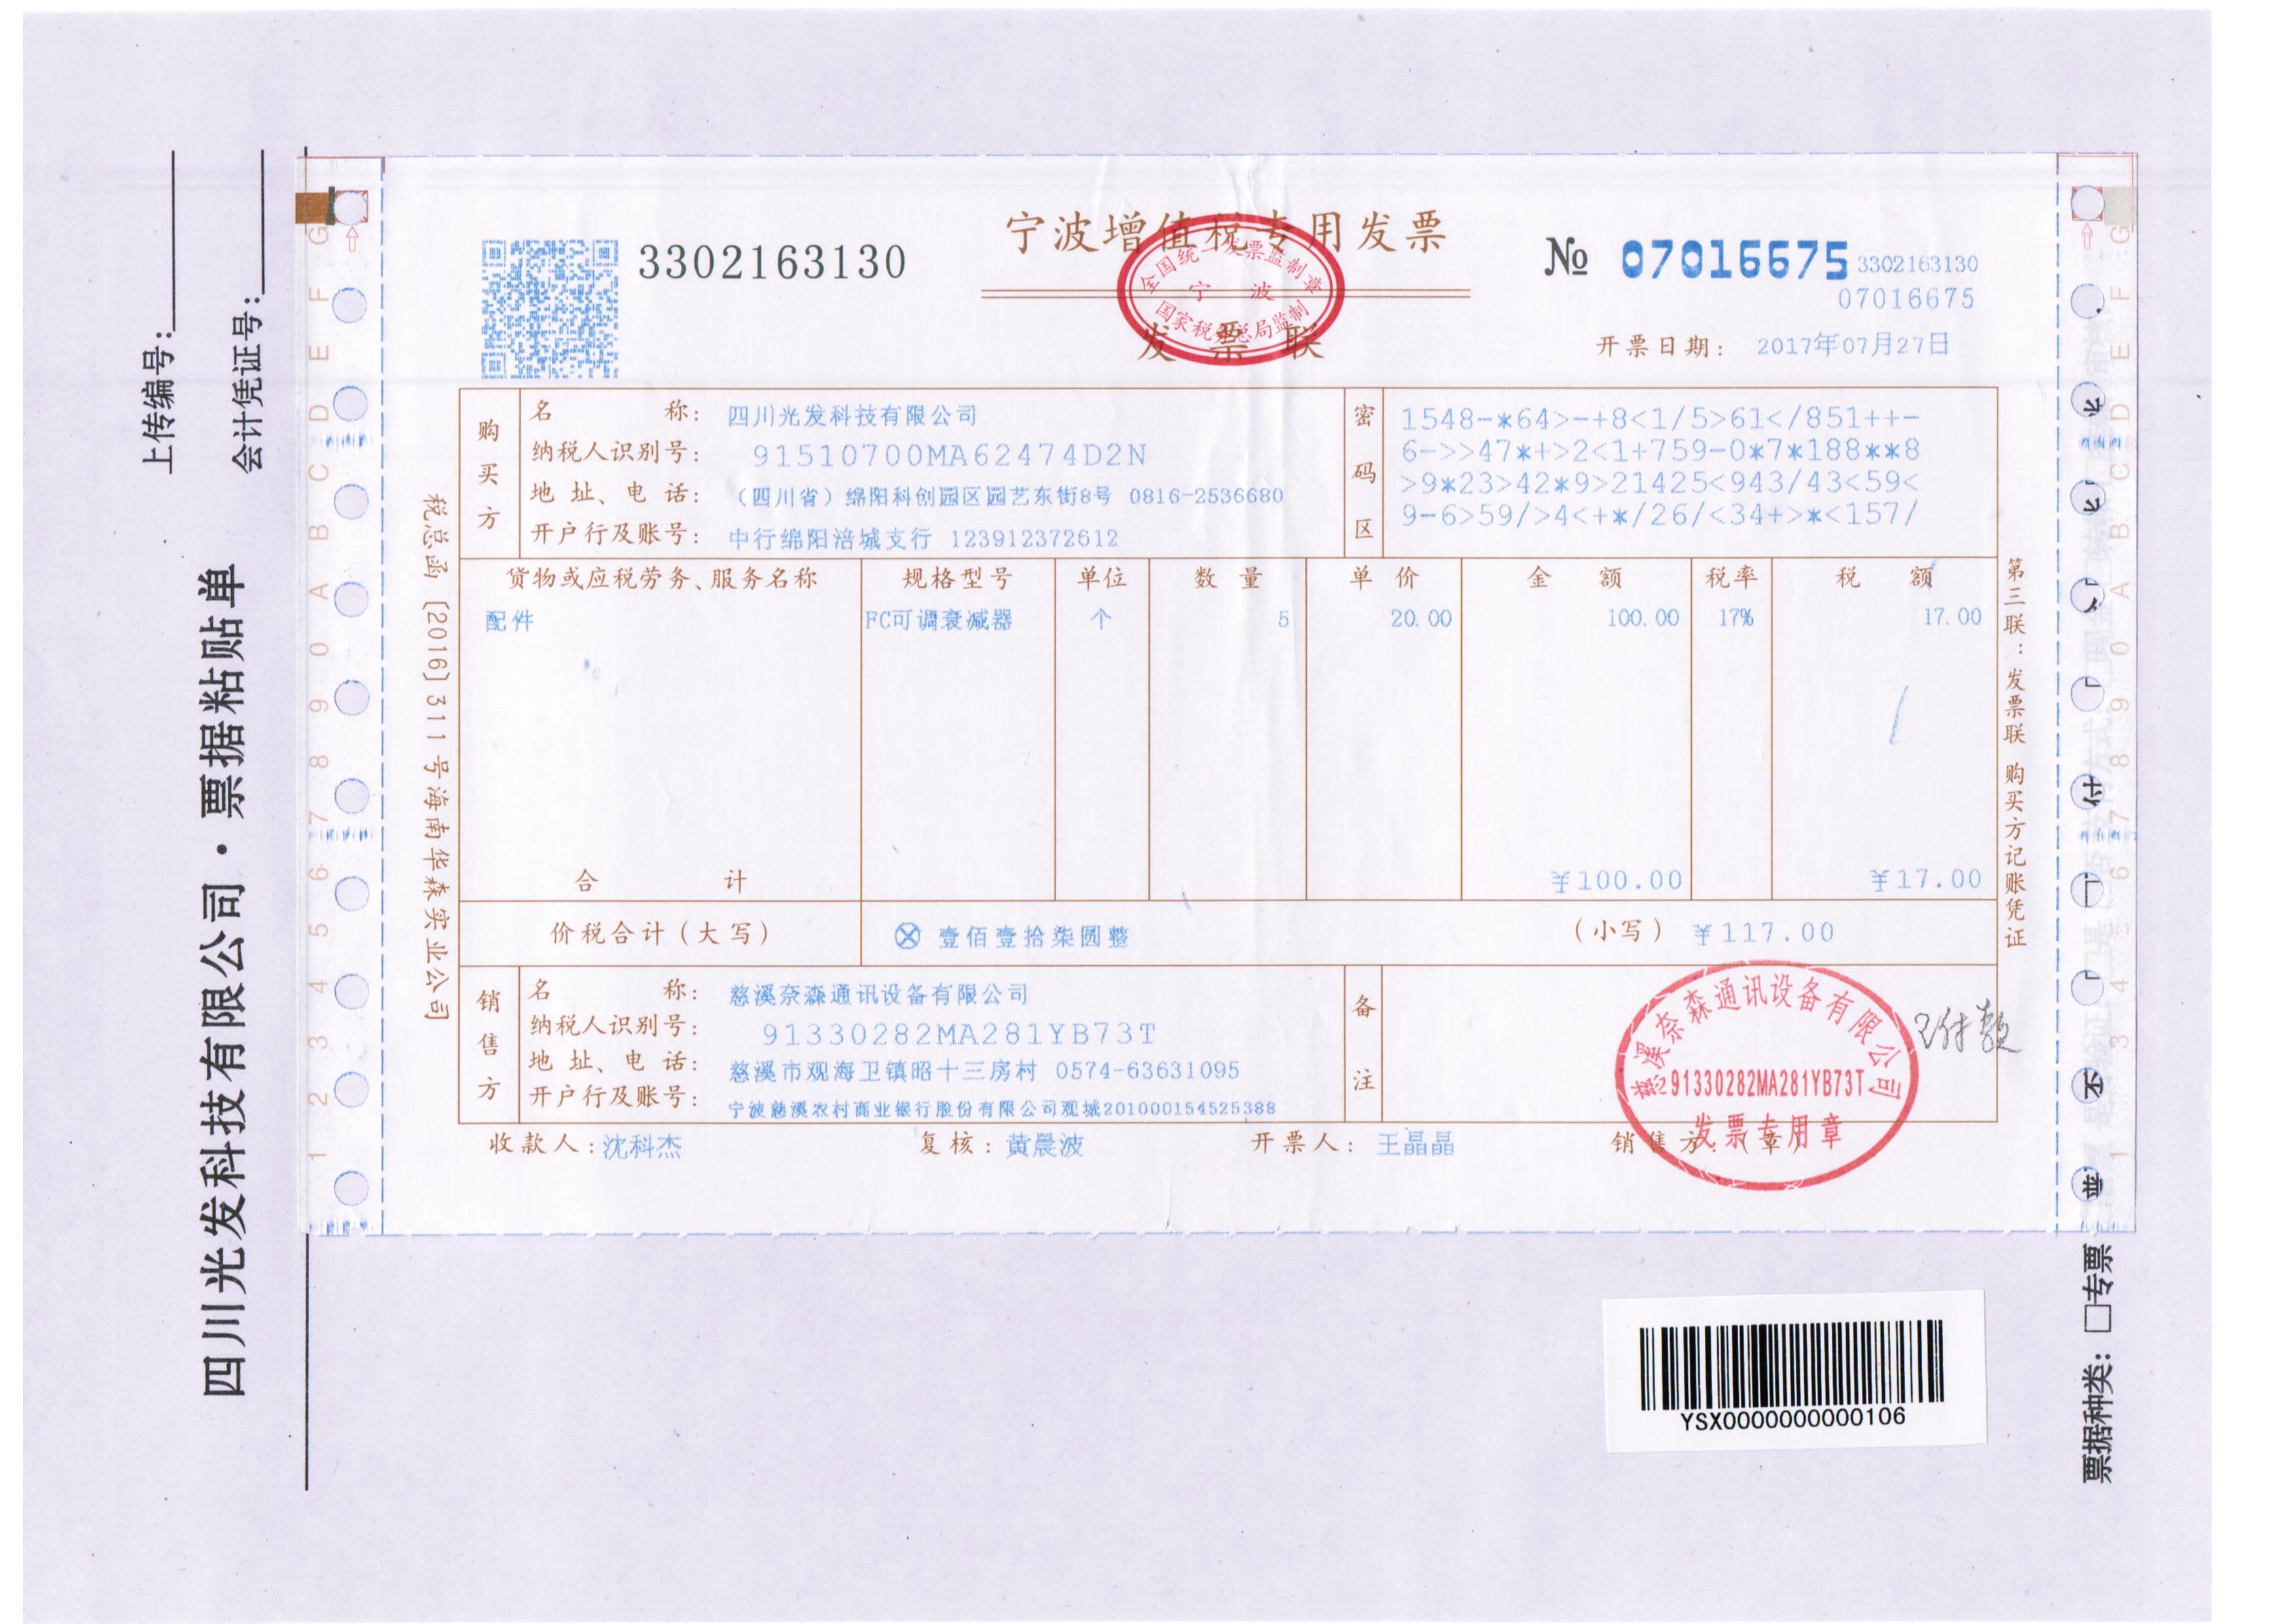 上传编号:
会计凭证号:
四川光发科技有限公司·票据粘贴单
宁波增值税专用发票
3302163130
№ 07016675
3302163130
07016675
全国统一发票监制章
宁 波
国家税务总局监制
发票联
开票日期: 2017年07月27日
购买方
名称: 四川光发科技有限公司
纳税人识别号: 91510700MA62474D2N
地址、电话: (四川省)绵阳科创园区园艺东街8号 0816-2536680
开户行及账号: 中行绵阳涪城支行 123912372612
密码区
1548-*64>-+8<1/5>61</851++-
6->>47*+>2<1+759-0*7*188**8
>9*23>42*9>21425<943/43<59<
9-6>59/>4<+*/26/<34+>*<157/
货物或应税劳务、服务名称 规格型号 单位 数量 单价 金额 税率 税额
配件 FC可调衰减器 个 5 20.00 100.00 17% 17.00
合计 ¥100.00 ¥17.00
价税合计(大写) ⊗ 壹佰壹拾柒圆整 (小写) ¥117.00
销售方
名称: 慈溪奈森通讯设备有限公司
纳税人识别号: 91330282MA281YB73T
地址、电话: 慈溪市观海卫镇昭十三房村 0574-63631095
开户行及账号: 宁波慈溪农村商业银行股份有限公司观城201000154525388
备注
慈溪奈森通讯设备有限公司
91330282MA281YB73T
发票专用章
收款人: 沈科杰 复核: 黄晨波 开票人: 王晶晶 销售方:(章)
税总函〔2016〕311号海南华森实业公司
第三联:发票联 购买方记账凭证
YSX0000000000106
票据种类: □专票